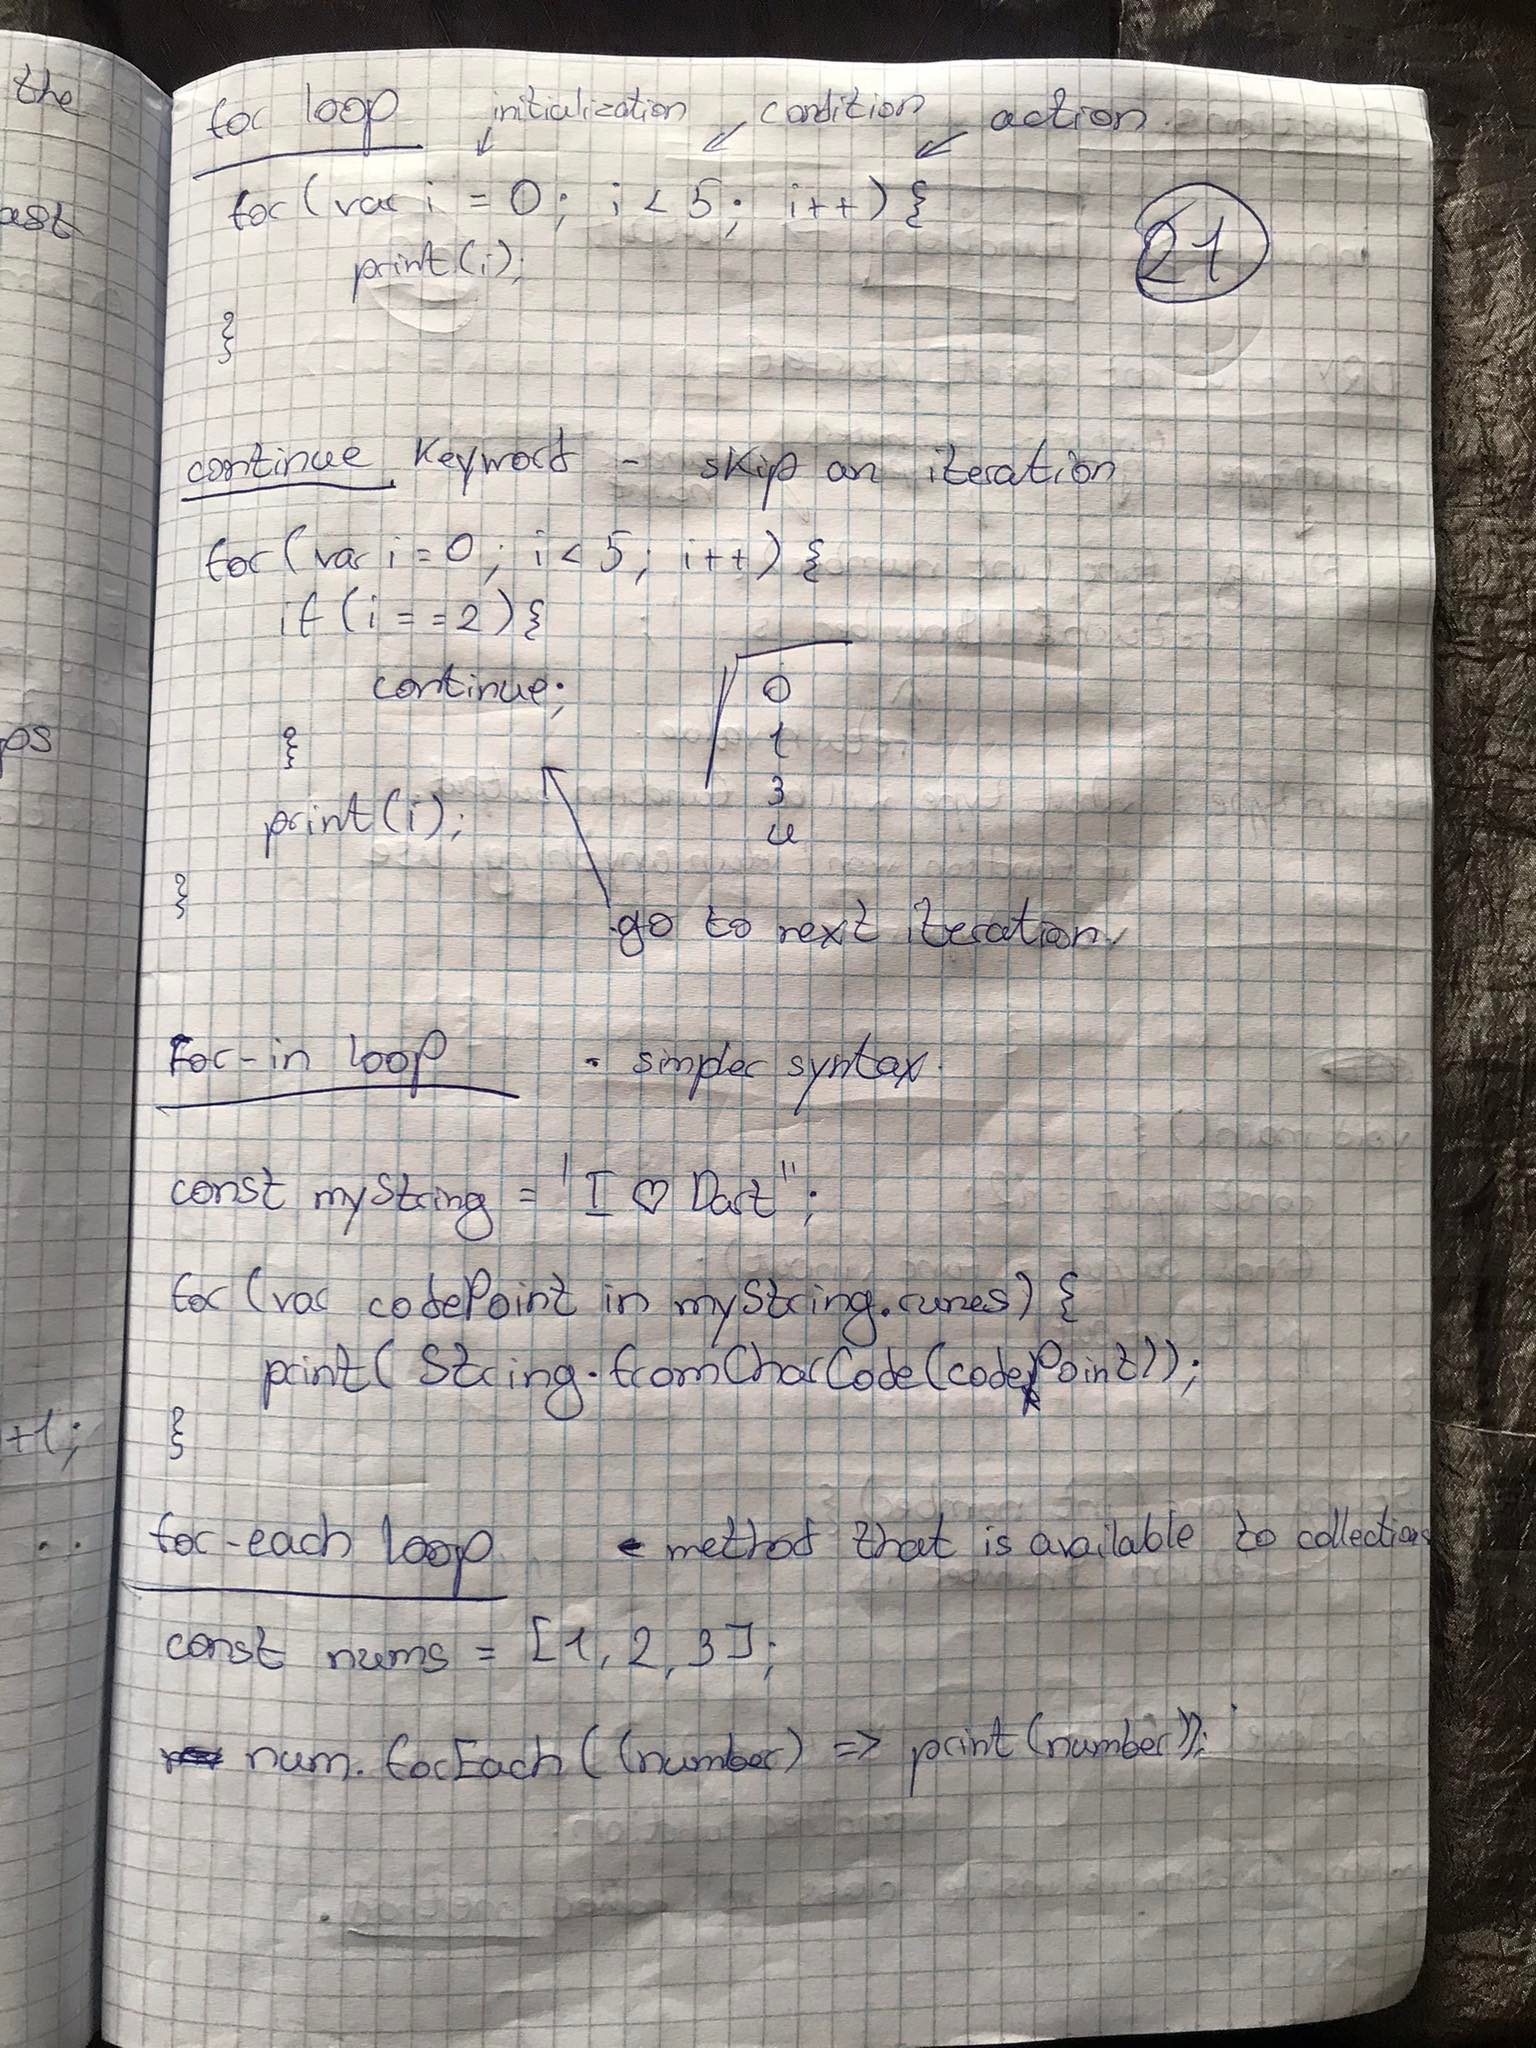 the
ast
ps
+1;
for loop initialization condition action
for (var i = 0; i < 5; i++) {
print(i);
}
21
continue keyword - skip an iteration
for (var i = 0; i < 5; i++) {
if (i == 2) {
continue;
}
print(i);
}
0
1
3
4
go to next iteration
For-in loop • simpler syntax.
const myString = 'I ♡ Dart";
for (var codePoint in myString.runes) {
print( String.fromCharCode(codePoint));
}
for-each loop - method that is available to collections
const nums = [1, 2, 3];
num.forEach((number) => print(number));